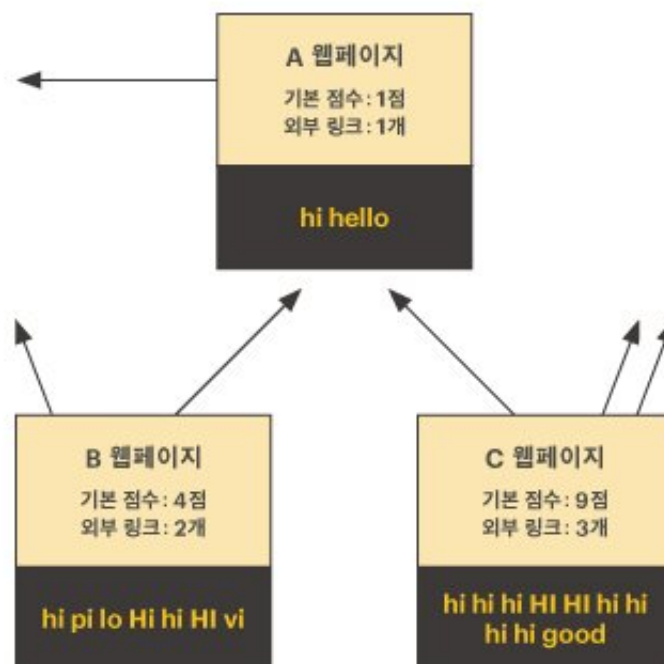 A 웹페이지
기본 점수 : 1점
외부 링크 : 1개
hi hello
B 웹페이지
기본 점수 : 4점
외부 링크 : 2개
hi pi lo Hi hi HI vi
C 웹페이지
기본 점수 : 9점
외부 링크 : 3개
hi hi hi HI HI hi hi
hi hi good